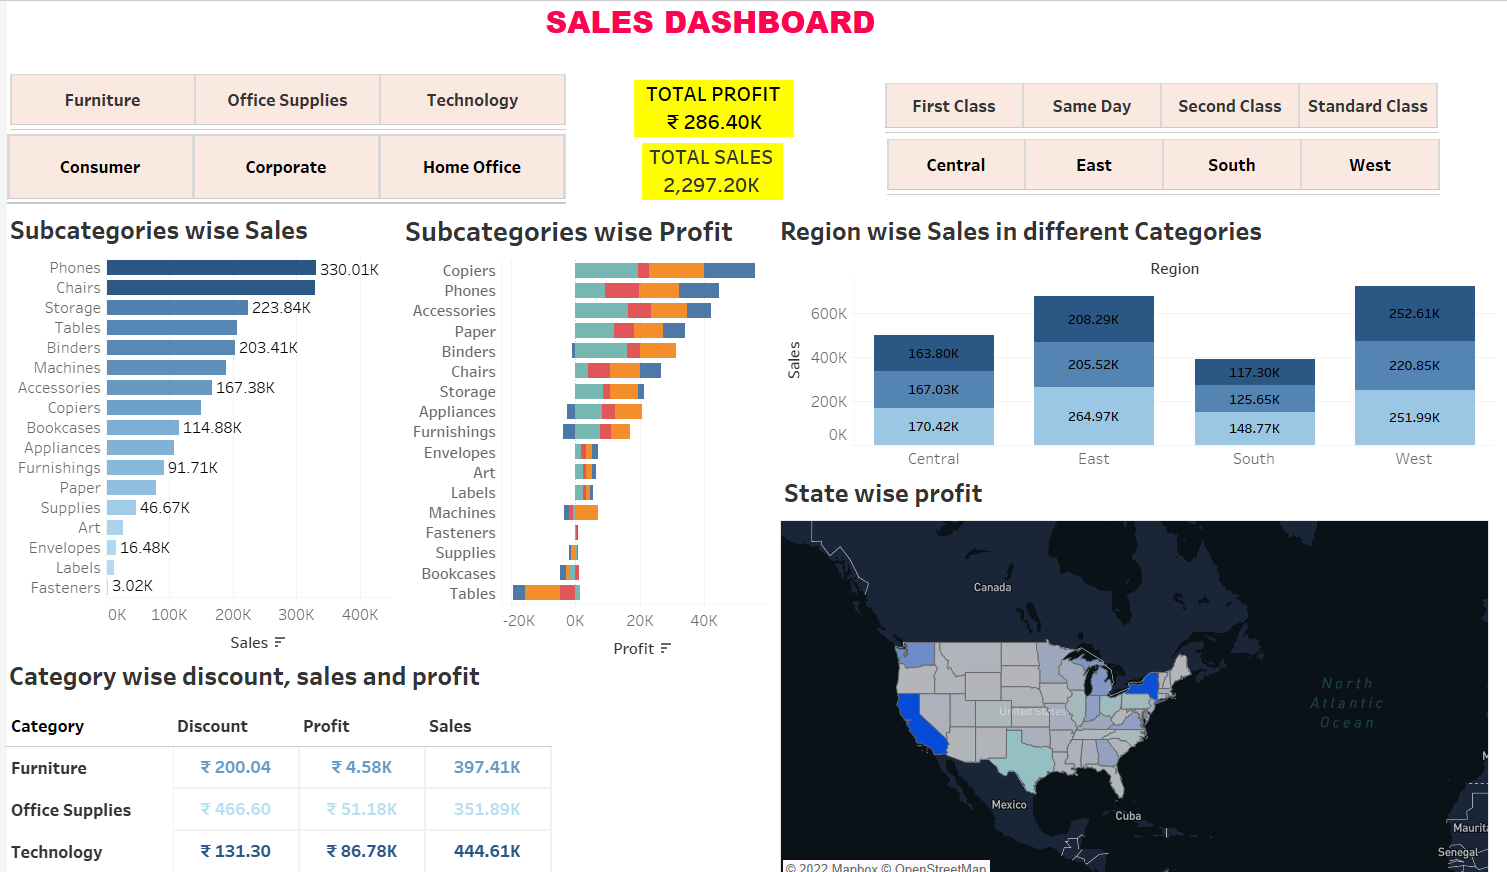 SALES DASHBOARD
Furniture Office Supplies Technology
Consumer Corporate Home Office
TOTAL PROFIT
₹ 286.40K
TOTAL SALES
2,297.20K
First Class Same Day Second Class Standard Class
Central East South West
Subcategories wise Sales
Phones 330.01K
Chairs
Storage 223.84K
Tables
Binders 203.41K
Machines
Accessories 167.38K
Copiers
Bookcases 114.88K
Appliances
Furnishings 91.71K
Paper
Supplies 46.67K
Art
Envelopes 16.48K
Labels
Fasteners 3.02K
0K 100K 200K 300K 400K
Sales
Subcategories wise Profit
Copiers
Phones
Accessories
Paper
Binders
Chairs
Storage
Appliances
Furnishings
Envelopes
Art
Labels
Machines
Fasteners
Supplies
Bookcases
Tables
-20K 0K 20K 40K
Profit
Region wise Sales in different Categories
Region
Sales
600K
400K
200K
0K
163.80K
167.03K
170.42K
208.29K
205.52K
264.97K
117.30K
125.65K
148.77K
252.61K
220.85K
251.99K
Central East South West
State wise profit
Canada
United States
North
Atlantic
Ocean
Mexico
Cuba
M
Maurita
Senegal
© 2022 Mapbox © OpenStreetMap
Category wise discount, sales and profit
Category Discount Profit Sales
Furniture ₹ 200.04 ₹ 4.58K 397.41K
Office Supplies ₹ 466.60 ₹ 51.18K 351.89K
Technology ₹ 131.30 ₹ 86.78K 444.61K